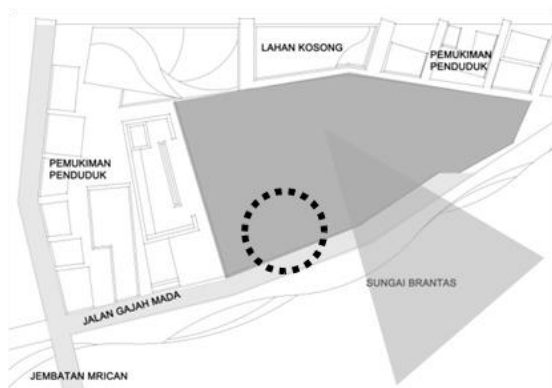 LAHAN KOSONG
PEMUKIMAN
PENDUDUK
PEMUKIMAN
PENDUDUK
SUNGAI BRANTAS
JALAN GAJAH MADA
JEMBATAN MRICAN